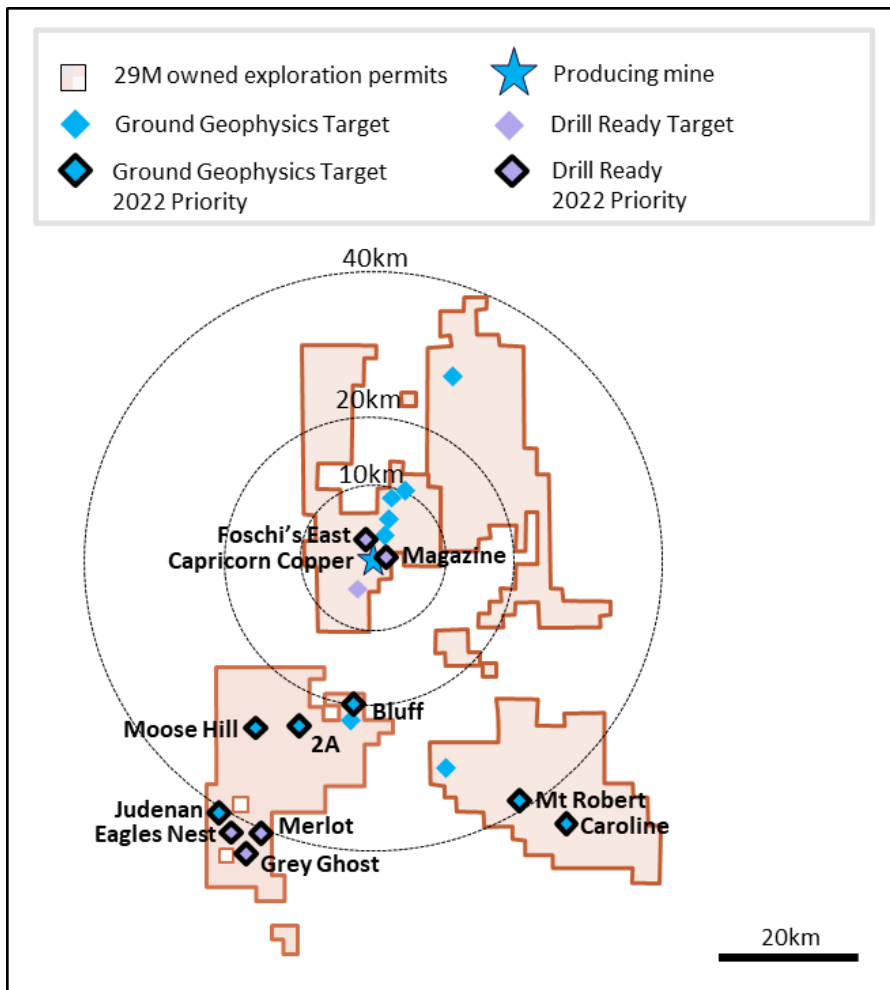 29M owned exploration permits
Producing mine
Ground Geophysics Target
Drill Ready Target
Ground Geophysics Target
2022 Priority
Drill Ready
2022 Priority
40km
20km
10km
Foschi's East
Capricorn Copper
Magazine
Bluff
Moose Hill
2A
Judenan
Mt Robert
Eagles Nest
Merlot
Caroline
Grey Ghost
20km